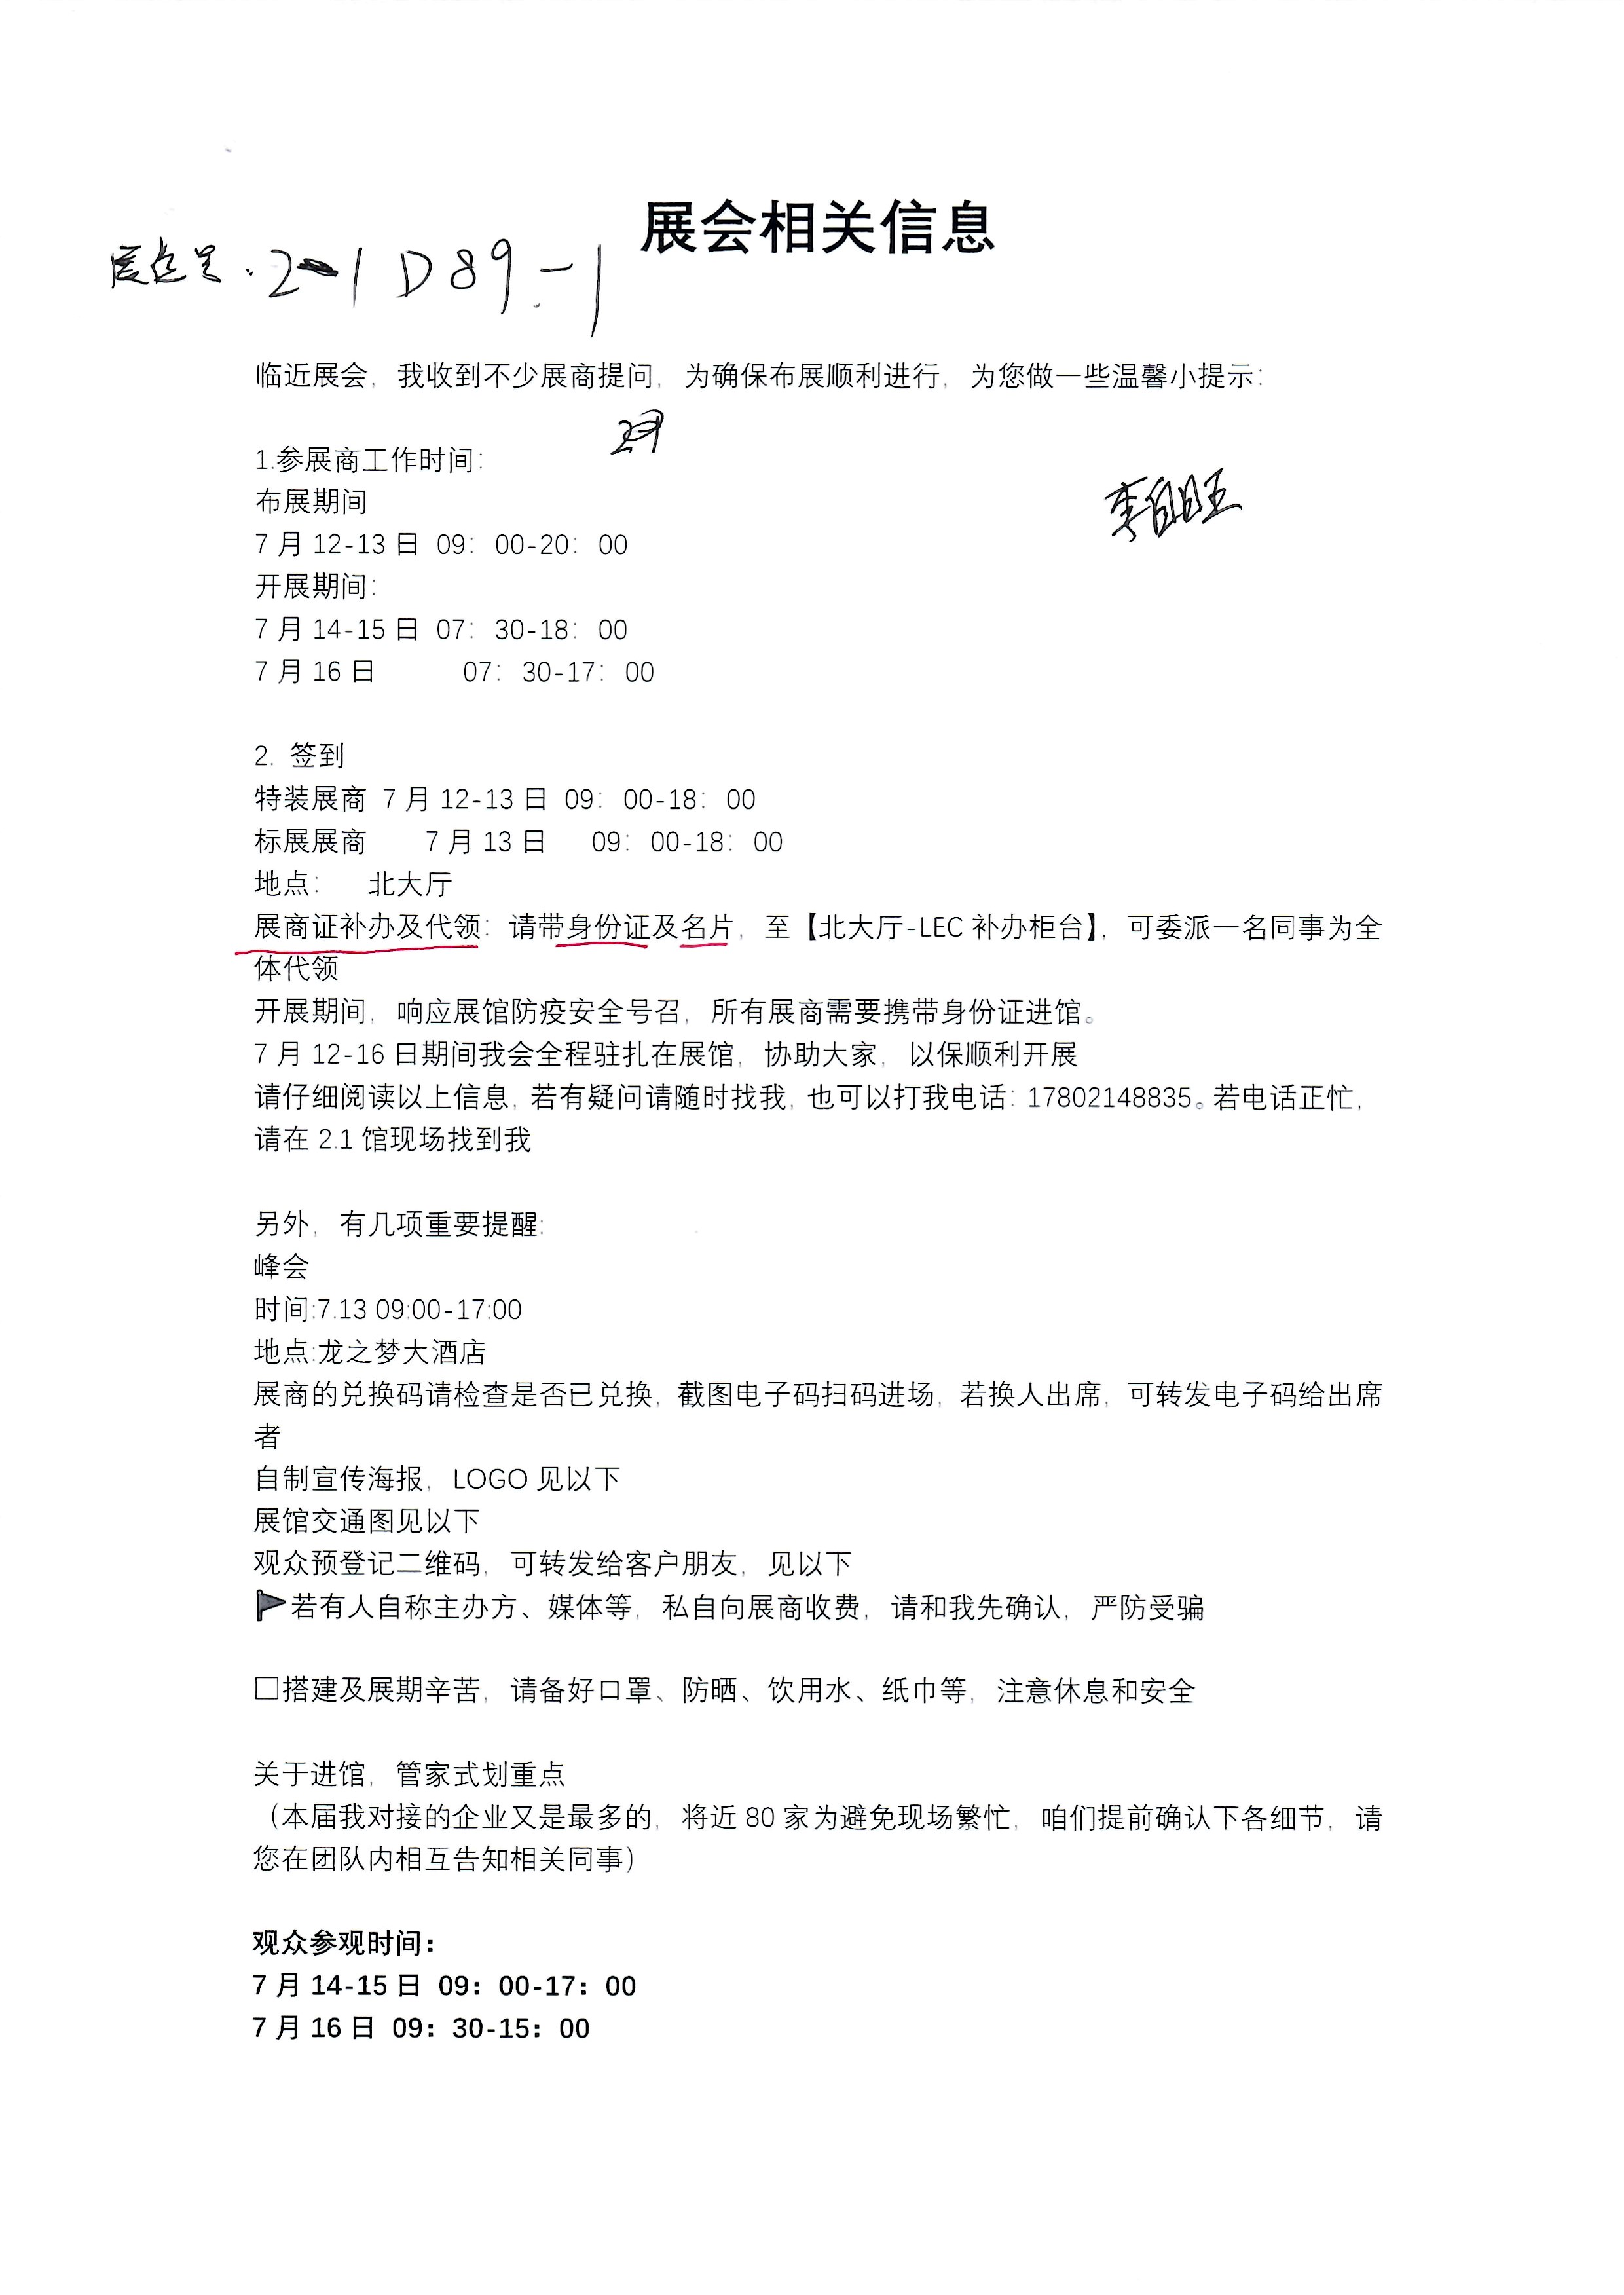 展会相关信息
2-1 D89-1
临近展会，我收到不少展商提问，为确保布展顺利进行，为您做一些温馨小提示：
1.参展商工作时间：
布展期间
7 月 12-13 日 09：00-20：00
开展期间：
7 月 14-15 日 07：30-18：00
7 月 16 日 07：30-17：00
2. 签到
特装展商 7 月 12-13 日 09：00-18：00
标展展商 7 月 13 日 09：00-18：00
地点： 北大厅
展商证补办及代领：请带身份证及名片，至【北大厅-LEC 补办柜台】，可委派一名同事为全
体代领
开展期间，响应展馆防疫安全号召，所有展商需要携带身份证进馆。
7 月 12-16 日期间我会全程驻扎在展馆，协助大家，以保顺利开展
请仔细阅读以上信息，若有疑问请随时找我，也可以打我电话：17802148835。若电话正忙，
请在 2.1 馆现场找到我
另外，有几项重要提醒：
峰会
时间:7.13 09:00-17:00
地点:龙之梦大酒店
展商的兑换码请检查是否已兑换，截图电子码扫码进场，若换人出席，可转发电子码给出席
者
自制宣传海报，LOGO 见以下
展馆交通图见以下
观众预登记二维码，可转发给客户朋友，见以下
若有人自称主办方、媒体等，私自向展商收费，请和我先确认，严防受骗
□搭建及展期辛苦，请备好口罩、防晒、饮用水、纸巾等，注意休息和安全
关于进馆，管家式划重点
（本届我对接的企业又是最多的，将近 80 家为避免现场繁忙，咱们提前确认下各细节，请
您在团队内相互告知相关同事）
观众参观时间：
7 月 14-15 日 09：00-17：00
7 月 16 日 09：30-15：00